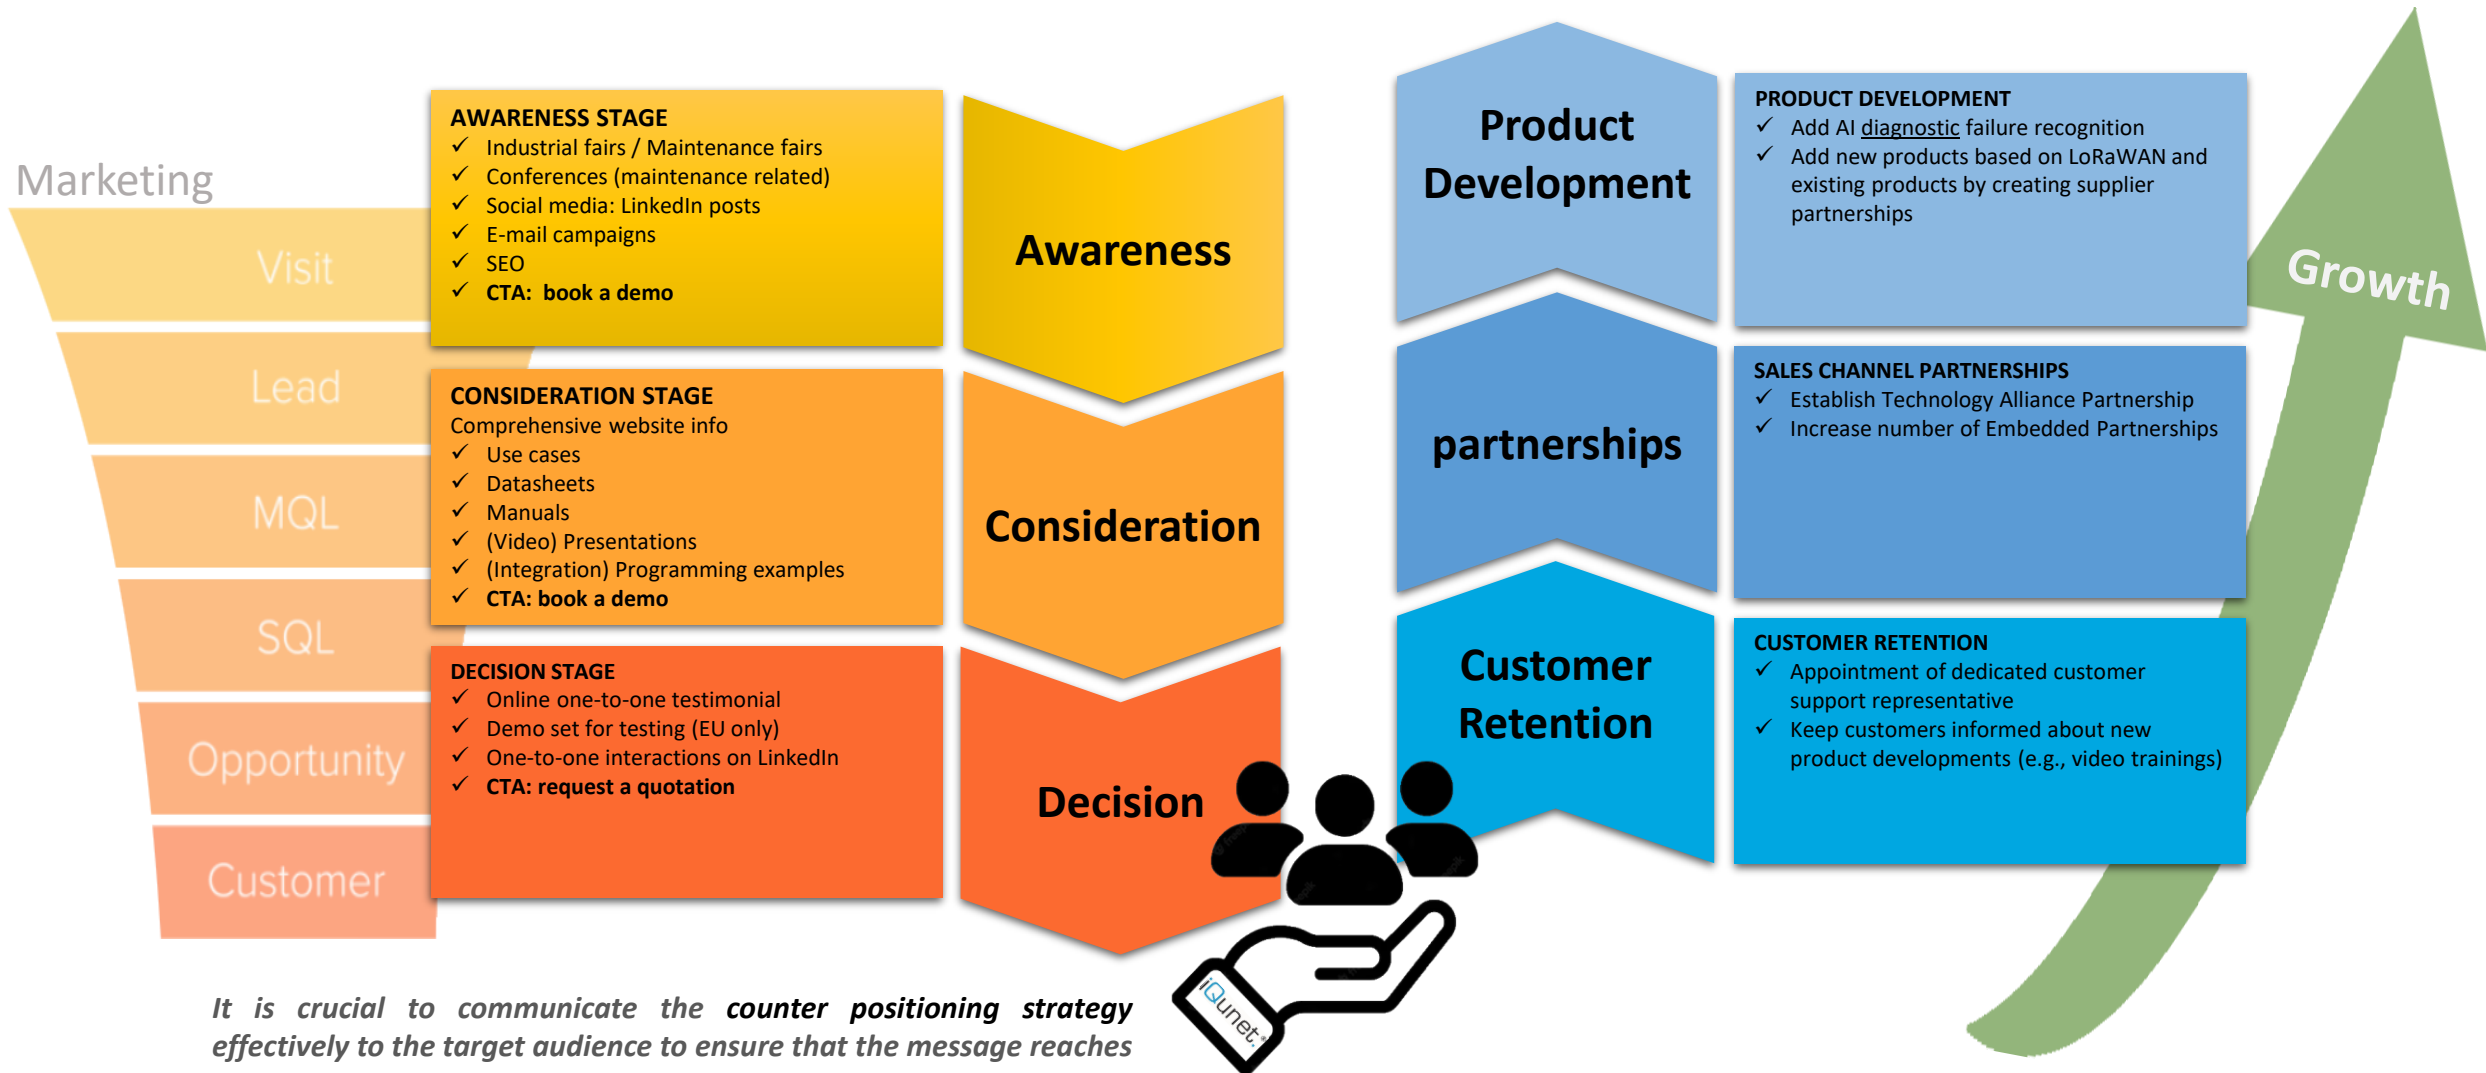 Marketing
Visit
Lead
MQL
SQL
Opportunity
Customer
AWARENESS STAGE
✓ Industrial fairs / Maintenance fairs
✓ Conferences (maintenance related)
✓ Social media: LinkedIn posts
✓ E-mail campaigns
✓ SEO
✓ CTA: book a demo
CONSIDERATION STAGE
Comprehensive website info
✓ Use cases
✓ Datasheets
✓ Manuals
✓ (Video) Presentations
✓ (Integration) Programming examples
✓ CTA: book a demo
DECISION STAGE
✓ Online one-to-one testimonial
✓ Demo set for testing (EU only)
✓ One-to-one interactions on LinkedIn
✓ CTA: request a quotation
Awareness
Consideration
Decision
Product
Development
partnerships
Customer
Retention
PRODUCT DEVELOPMENT
✓ Add AI diagnostic failure recognition
✓ Add new products based on LoRaWAN and
existing products by creating supplier
partnerships
SALES CHANNEL PARTNERSHIPS
✓ Establish Technology Alliance Partnership
✓ Increase number of Embedded Partnerships
CUSTOMER RETENTION
✓ Appointment of dedicated customer
support representative
✓ Keep customers informed about new
product developments (e.g., video trainings)
Growth
iQunet.
It is crucial to communicate the counter positioning strategy
effectively to the target audience to ensure that the message reaches